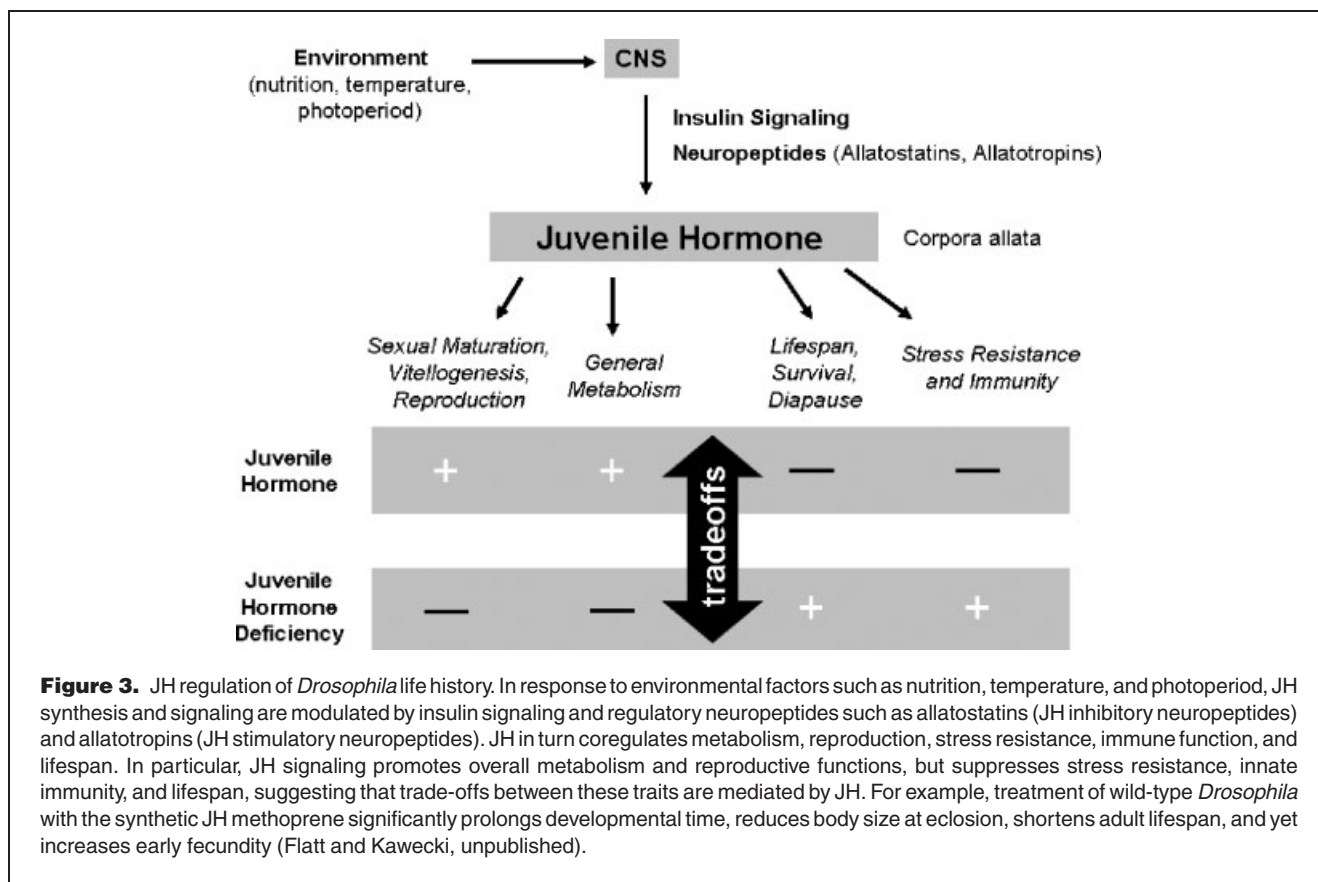 Environment
(nutrition, temperature,
photoperiod)
CNS
Insulin Signaling
Neuropeptides (Allatostatins, Allatotropins)
Juvenile Hormone
Corpora allata
Sexual Maturation,
Vitellogenesis,
Reproduction
General
Metabolism
Lifespan,
Survival,
Diapause
Stress Resistance
and Immunity
Juvenile
Hormone
+ + — —
tradeoffs
Juvenile
Hormone
Deficiency
— — + +
Figure 3. JH regulation of Drosophila life history. In response to environmental factors such as nutrition, temperature, and photoperiod, JH
synthesis and signaling are modulated by insulin signaling and regulatory neuropeptides such as allatostatins (JH inhibitory neuropeptides)
and allatotropins (JH stimulatory neuropeptides). JH in turn coregulates metabolism, reproduction, stress resistance, immune function, and
lifespan. In particular, JH signaling promotes overall metabolism and reproductive functions, but suppresses stress resistance, innate
immunity, and lifespan, suggesting that trade-offs between these traits are mediated by JH. For example, treatment of wild-type Drosophila
with the synthetic JH methoprene significantly prolongs developmental time, reduces body size at eclosion, shortens adult lifespan, and yet
increases early fecundity (Flatt and Kawecki, unpublished).